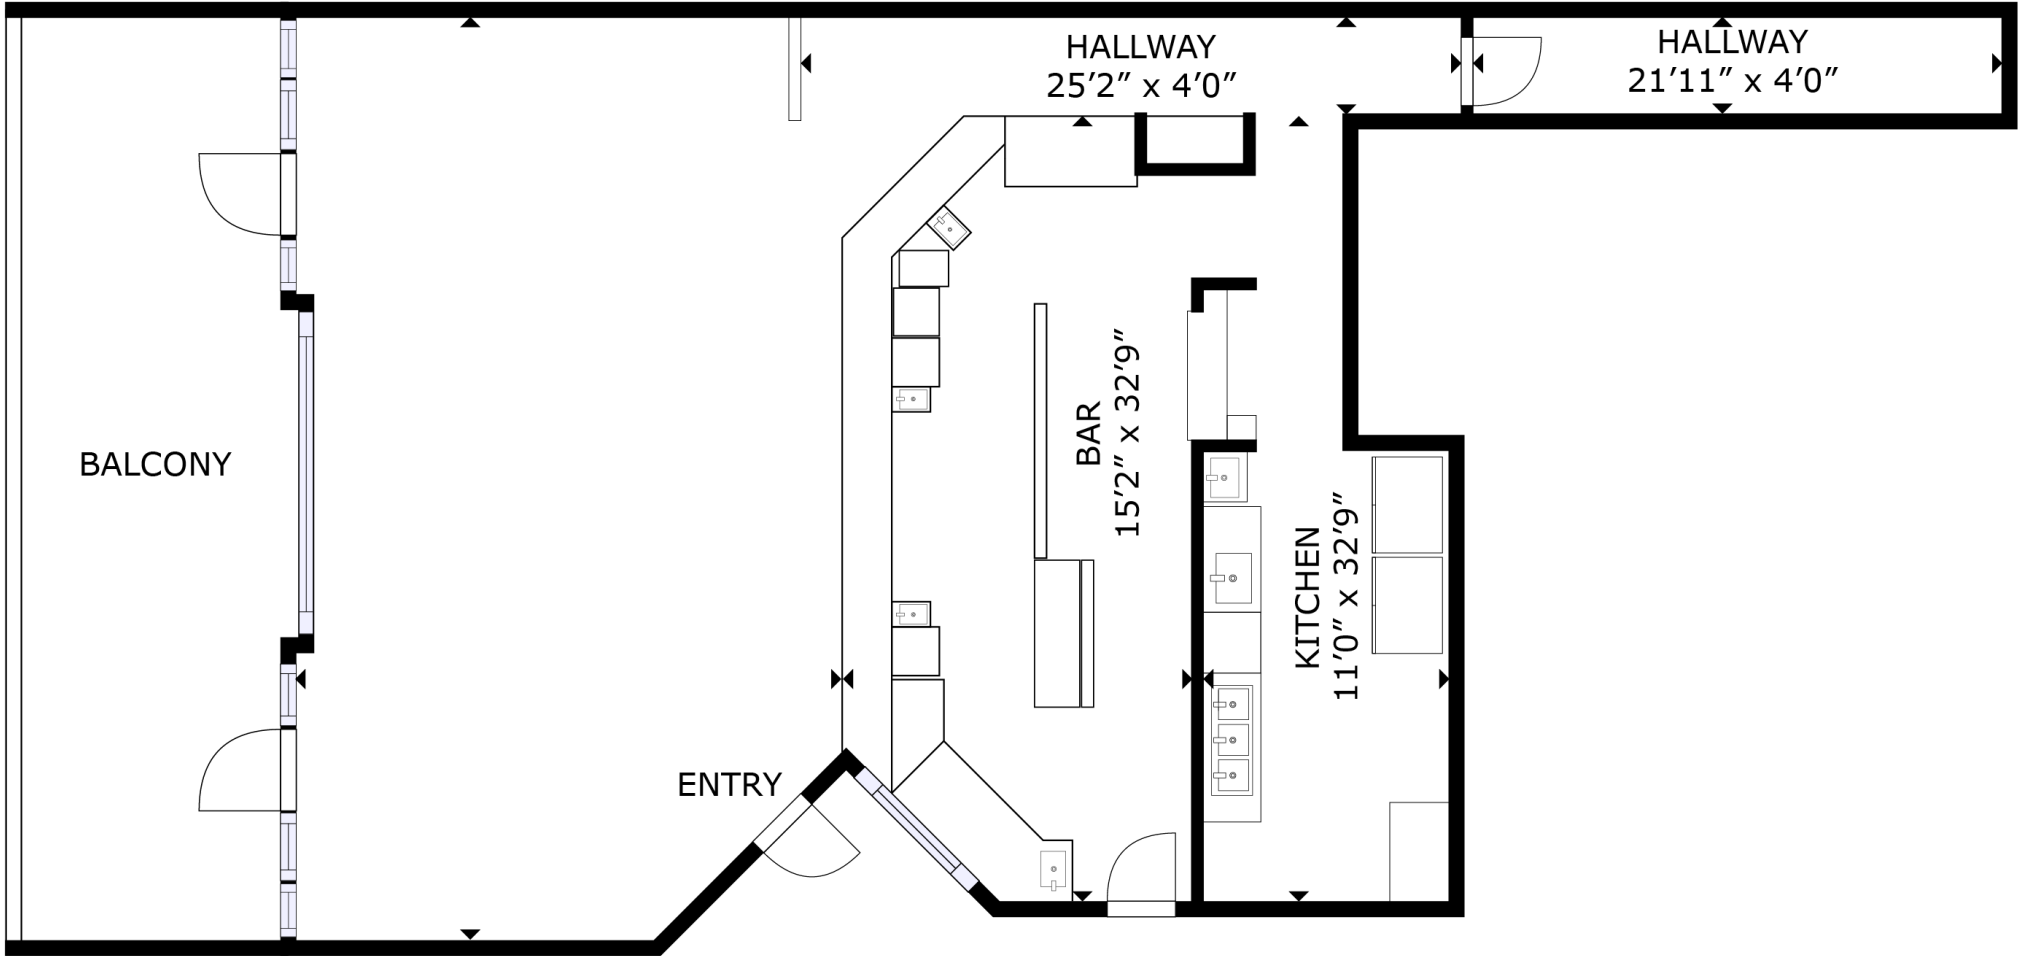 HALLWAY
25’2” x 4’0”
HALLWAY
21’11” x 4’0”
BALCONY
BAR
15’2” x 32’9”
KITCHEN
11’0” x 32’9”
ENTRY